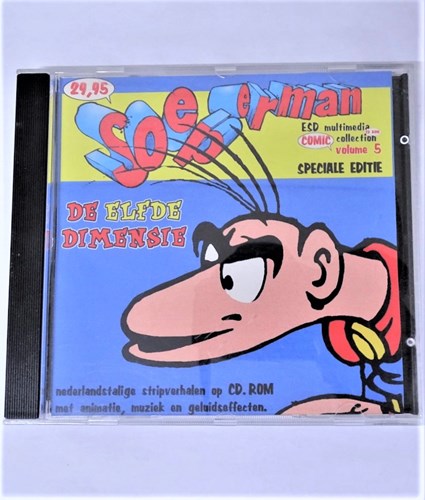 29,95
Soeperman
ESD multimedia
COMIC collection
volume 5
SPECIALE EDITIE
DE ELFDE
DIMENSIE
nederlandstalige stripverhalen op CD.ROM
met animatie, muziek en geluidseffecten.